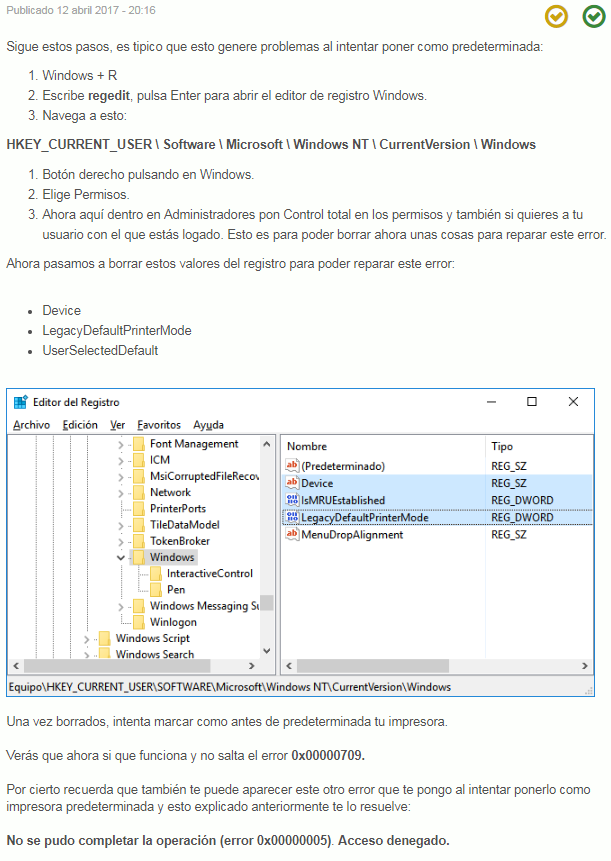 Publicado 12 abril 2017 - 20:16
Sigue estos pasos, es tipico que esto genere problemas al intentar poner como predeterminada:
1. Windows + R
2. Escribe regedit, pulsa Enter para abrir el editor de registro Windows.
3. Navega a esto:
HKEY_CURRENT_USER \ Software \ Microsoft \ Windows NT \ CurrentVersion \ Windows
1. Botón derecho pulsando en Windows.
2. Elige Permisos.
3. Ahora aquí dentro en Administradores pon Control total en los permisos y también si quieres a tu
usuario con el que estás logado. Esto es para poder borrar ahora unas cosas para reparar este error.
Ahora pasamos a borrar estos valores del registro para poder reparar este error:
• Device
• LegacyDefaultPrinterMode
• UserSelectedDefault
Editor del Registro
Archivo Edición Ver Favoritos Ayuda
Font Management
ICM
MsiCorruptedFileRecov
Network
PrinterPorts
TileDataModel
TokenBroker
Windows
InteractiveControl
Pen
Windows Messaging Su
Winlogon
Windows Script
Windows Search
Nombre Tipo
(Predeterminado) REG_SZ
Device REG_SZ
IsMRUEstablished REG_DWORD
LegacyDefaultPrinterMode REG_DWORD
MenuDropAlignment REG_SZ
Equipo\HKEY_CURRENT_USER\SOFTWARE\Microsoft\Windows NT\CurrentVersion\Windows
Una vez borrados, intenta marcar como antes de predeterminada tu impresora.
Verás que ahora si que funciona y no salta el error 0x00000709.
Por cierto recuerda que también te puede aparecer este otro error que te pongo al intentar ponerlo como
impresora predeterminada y esto explicado anteriormente te lo resuelve:
No se pudo completar la operación (error 0x00000005). Acceso denegado.